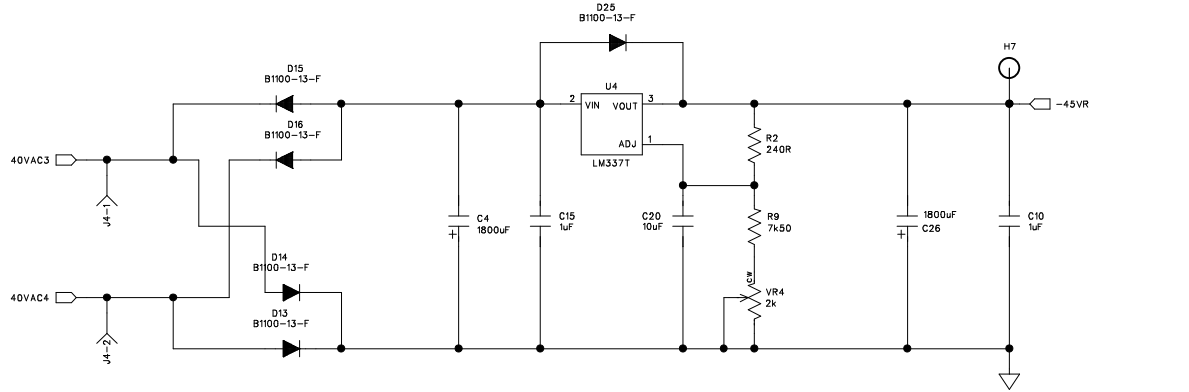 D25
B1100-13-F
H7
D15
B1100-13-F
U4
2
VIN
VOUT
3
-45VR
D16
B1100-13-F
ADJ
1
R2
240R
LM337T
40VAC3
J4-1
C4
1800uF
+
C15
1uF
C20
10uF
R9
7k50
1800uF
C26
+
C10
1uF
D14
B1100-13-F
CW
VR4
2k
40VAC4
D13
B1100-13-F
J4-2